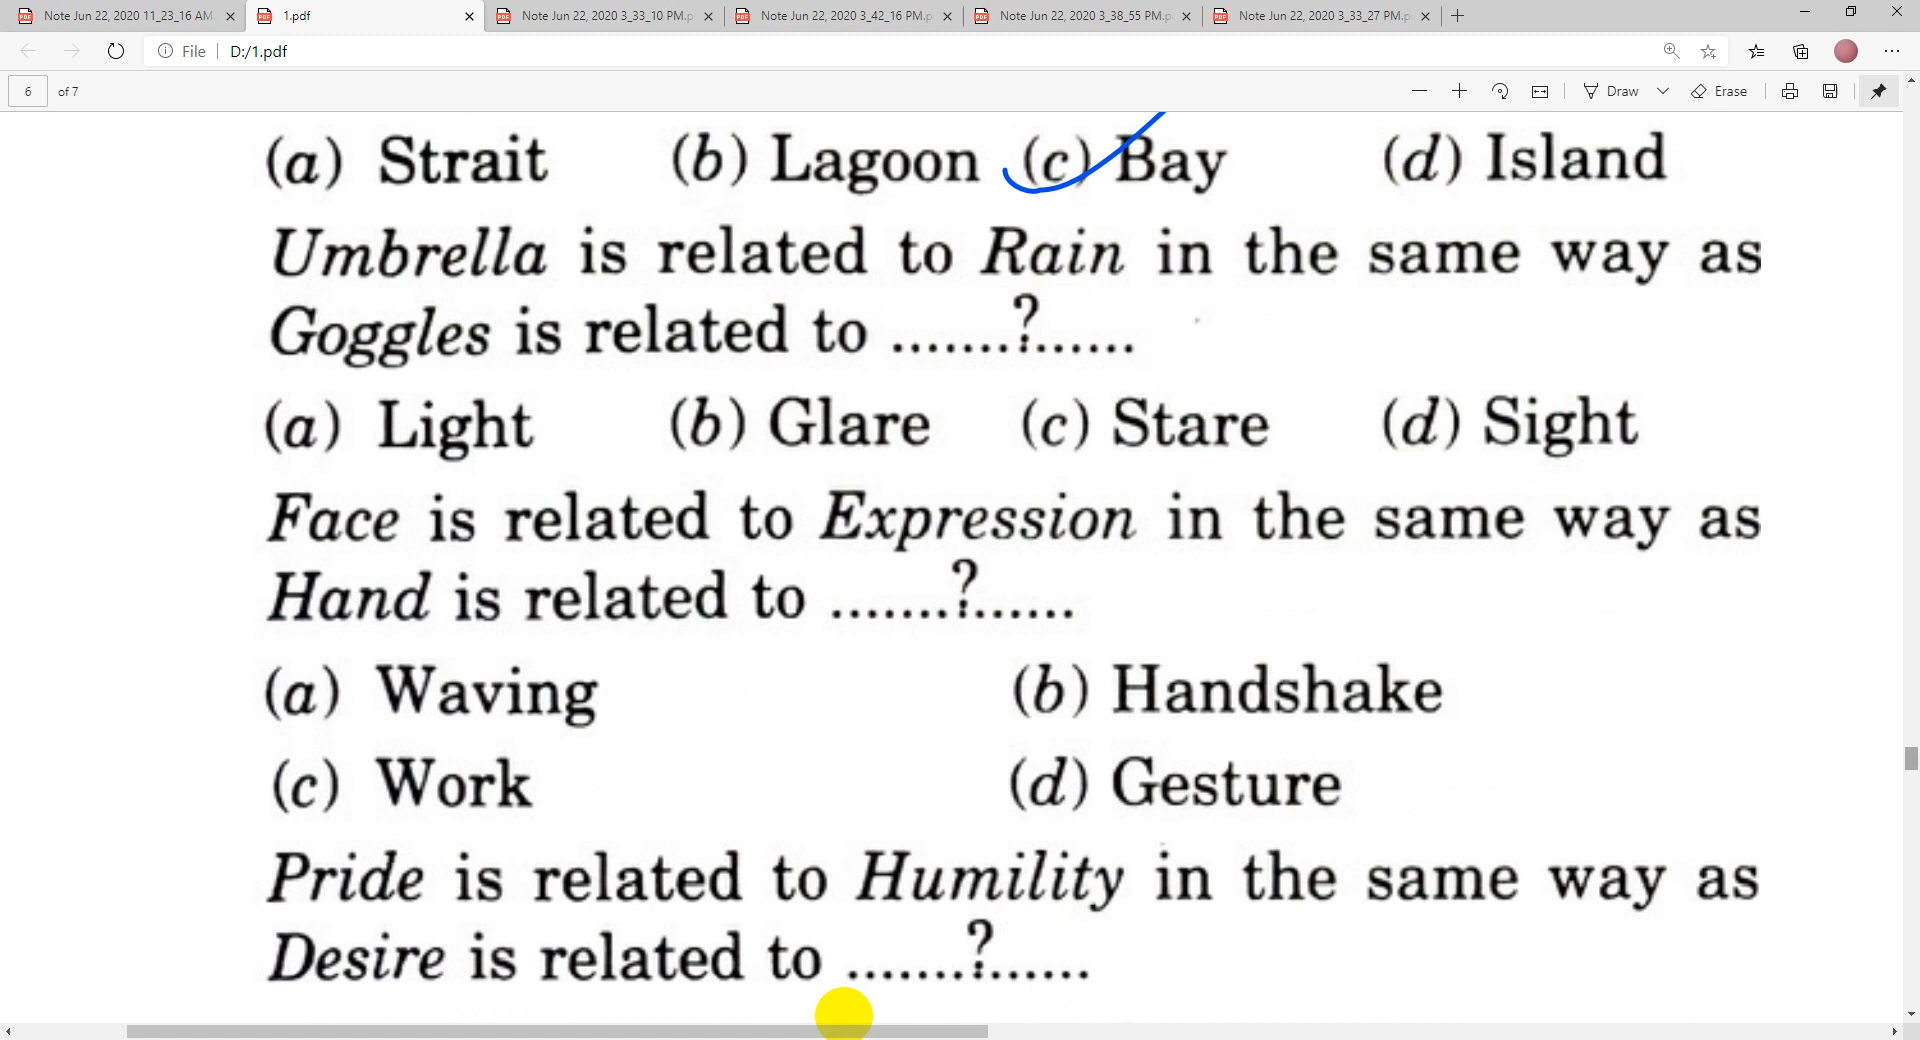 Note Jun 22, 2020 11_23_16 AM.
1.pdf
Note Jun 22, 2020 3_33_10 PM.p
Note Jun 22, 2020 3_42_16 PM.p
Note Jun 22, 2020 3_38_55 PM.p
Note Jun 22, 2020 3_33_27 PM.p
File | D:/1.pdf
6 of 7
Draw
Erase
(a) Strait (b) Lagoon (c) Bay (d) Island
Umbrella is related to Rain in the same way as
Goggles is related to .......?......
(a) Light (b) Glare (c) Stare (d) Sight
Face is related to Expression in the same way as
Hand is related to .......?......
(a) Waving (b) Handshake
(c) Work (d) Gesture
Pride is related to Humility in the same way as
Desire is related to .......?......